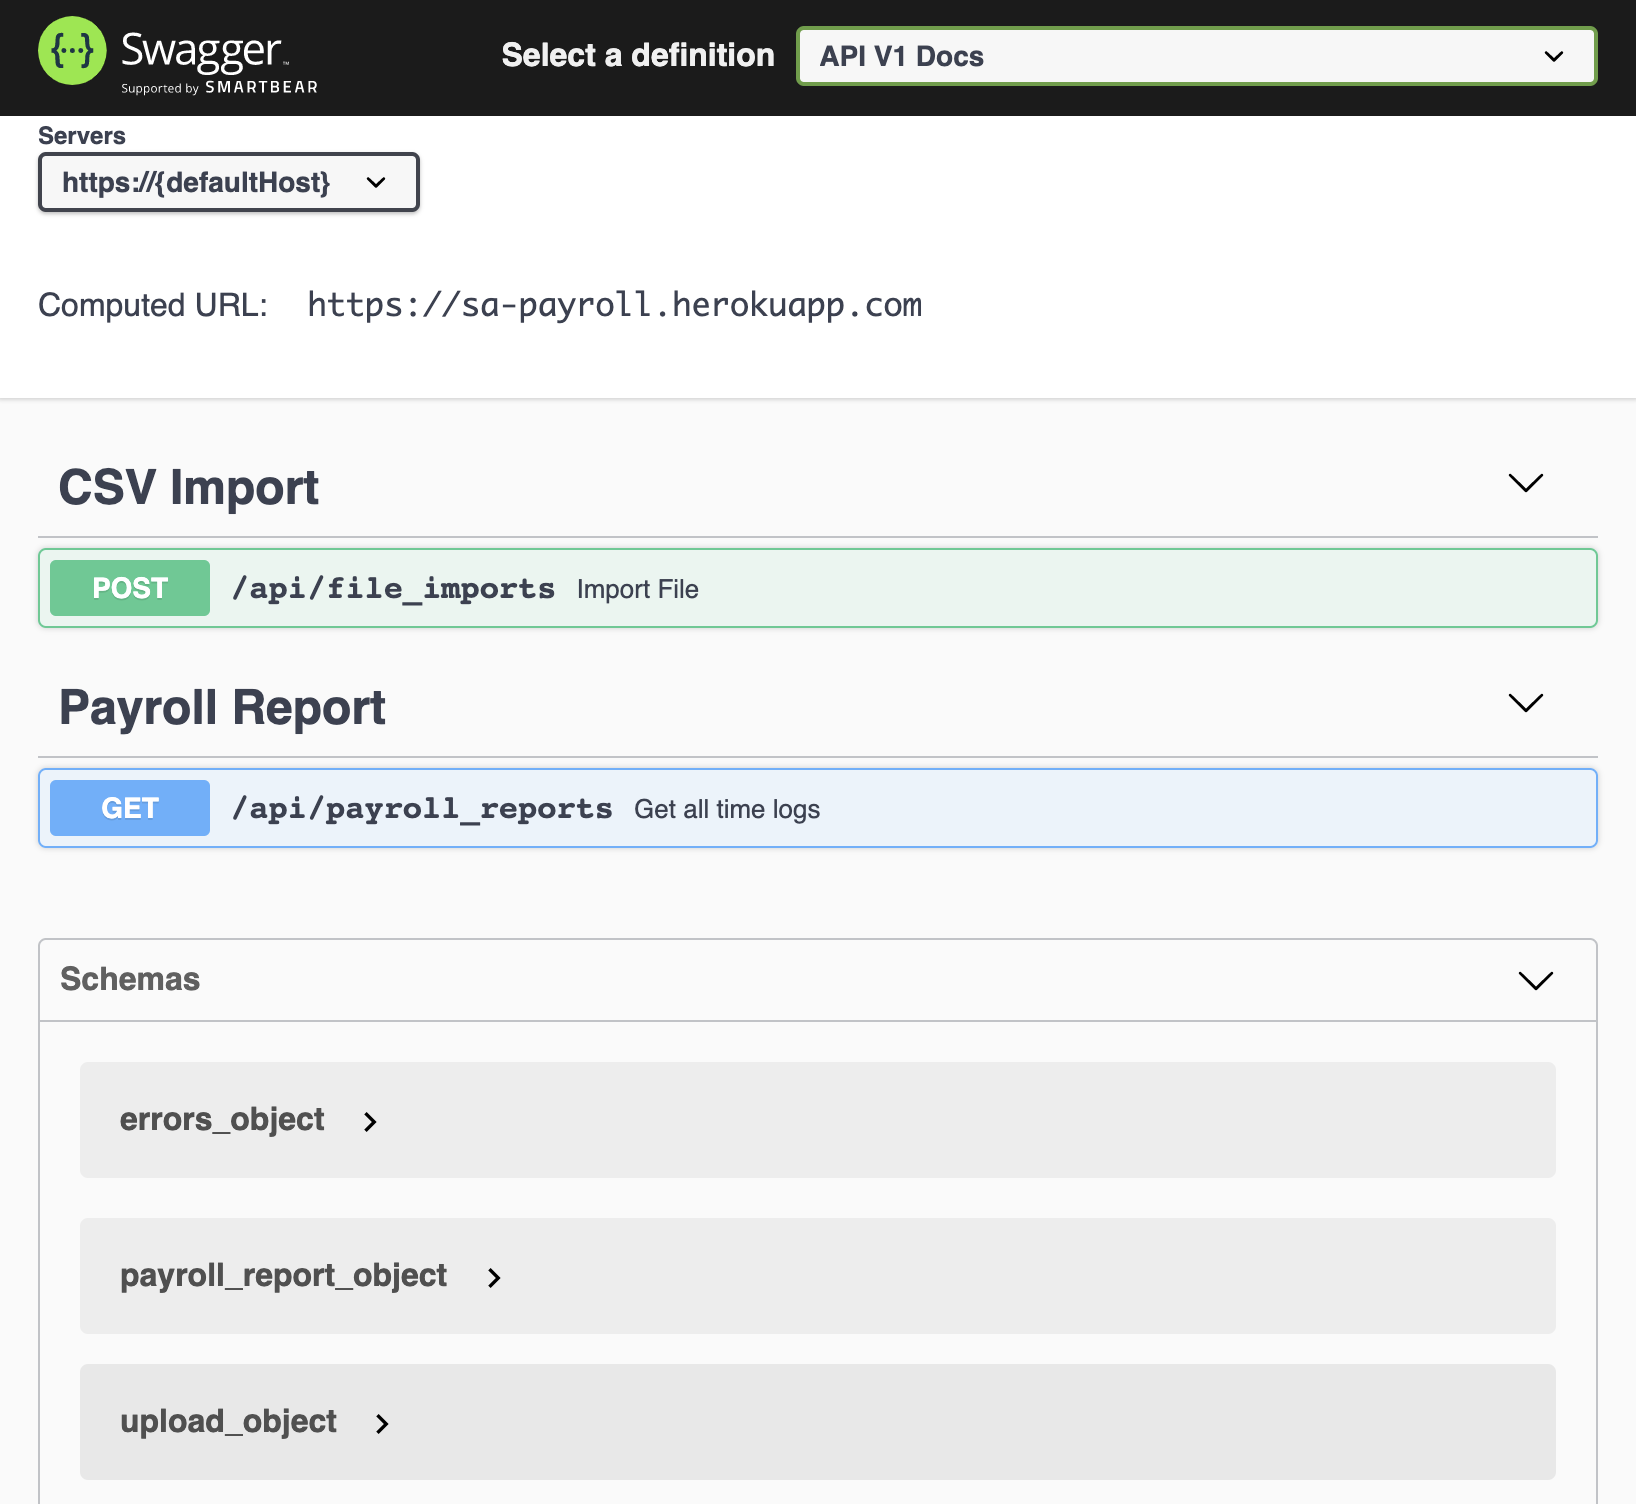 {...} Swagger™
Supported by SMARTBEAR
Select a definition
API V1 Docs
Servers
https://{defaultHost}
Computed URL: https://sa-payroll.herokuapp.com
CSV Import
POST /api/file_imports Import File
Payroll Report
GET /api/payroll_reports Get all time logs
Schemas
errors_object
payroll_report_object
upload_object